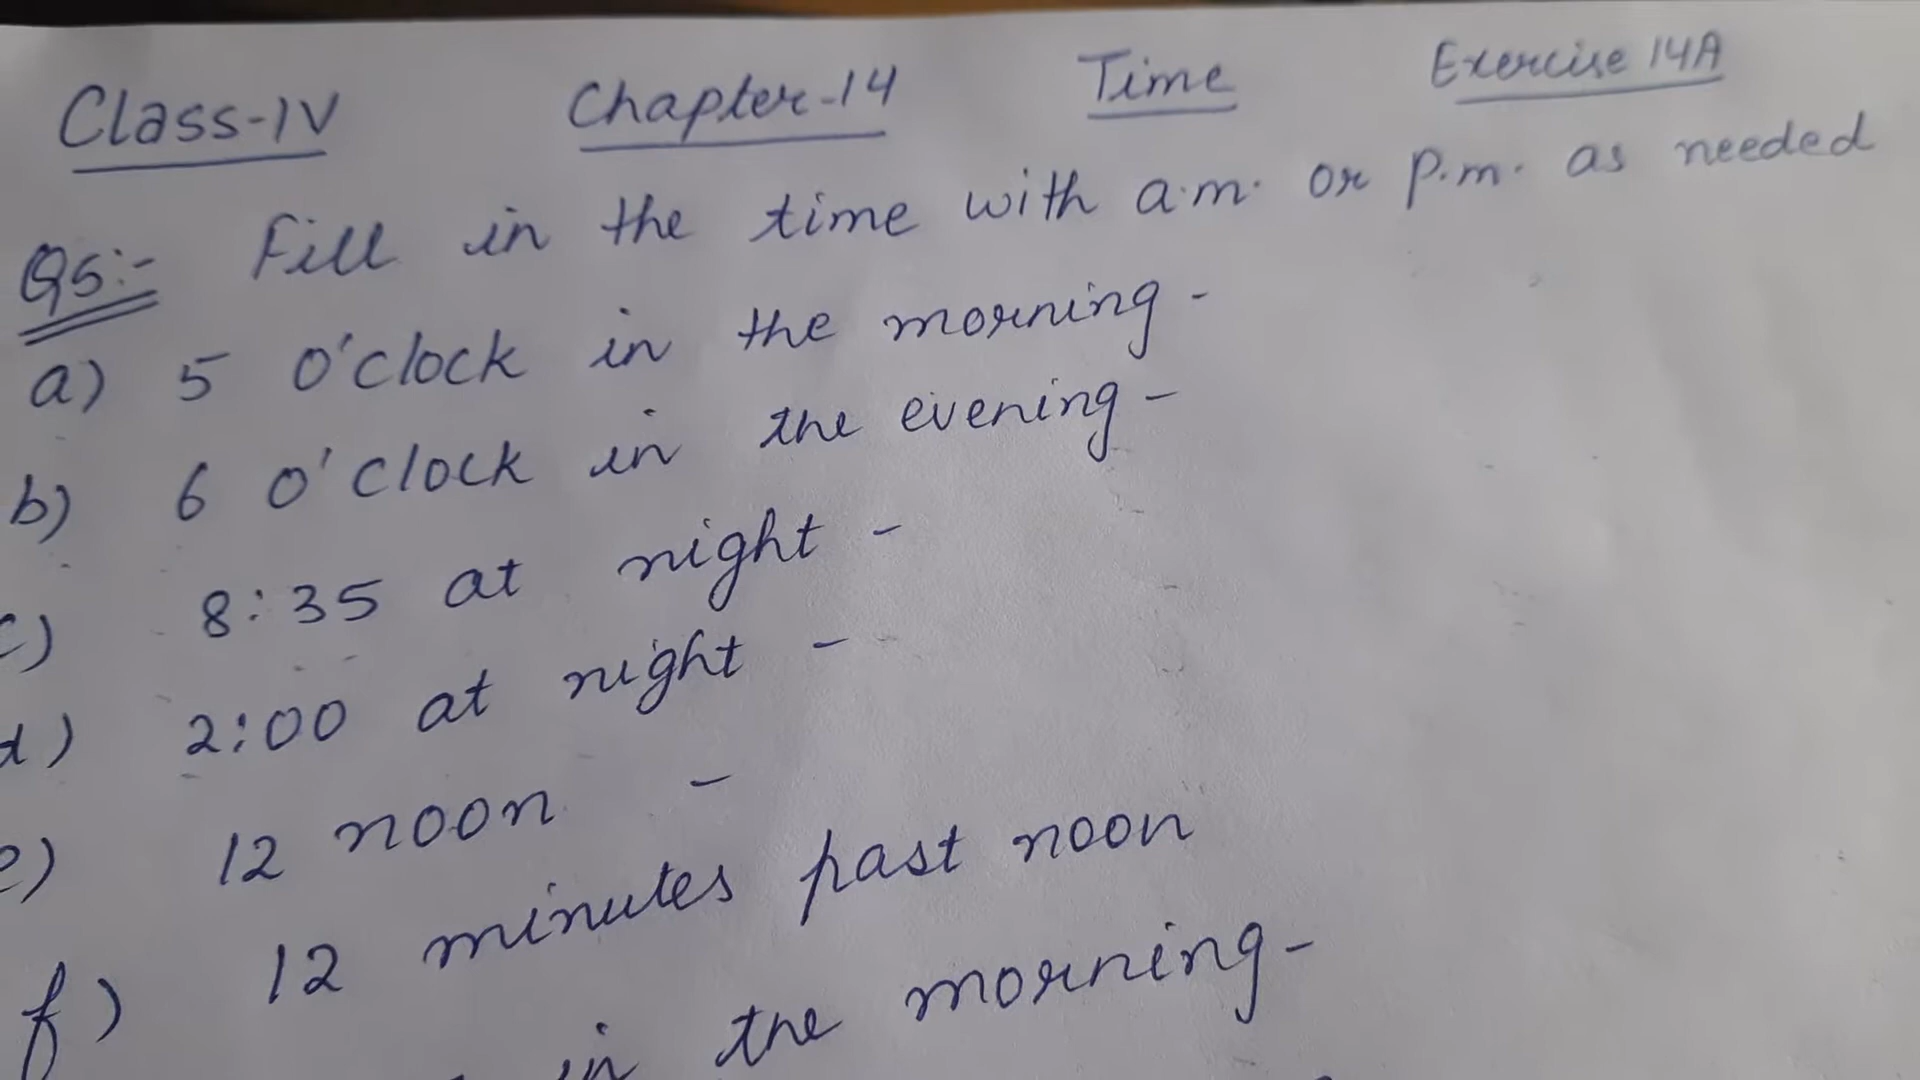 Class-IV Chapter-14 Time Exercise 14A
Q5:- Fill in the time with a.m. or p.m. as needed
a) 5 o'clock in the morning -
b) 6 o'clock in the evening -
c) 8:35 at night -
d) 2:00 at night -
e) 12 noon -
f) 12 minutes past noon
in the morning -